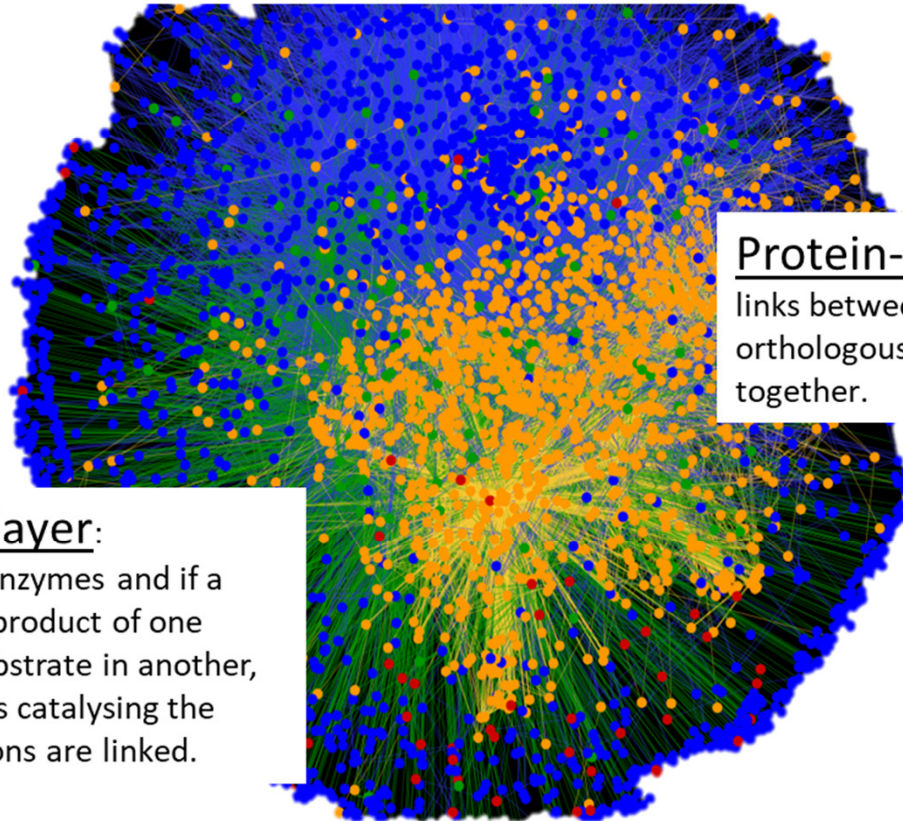 Protein-
links betwee
orthologous
together.
ayer:
nzymes and if a
product of one
bstrate in another,
s catalysing the
ons are linked.